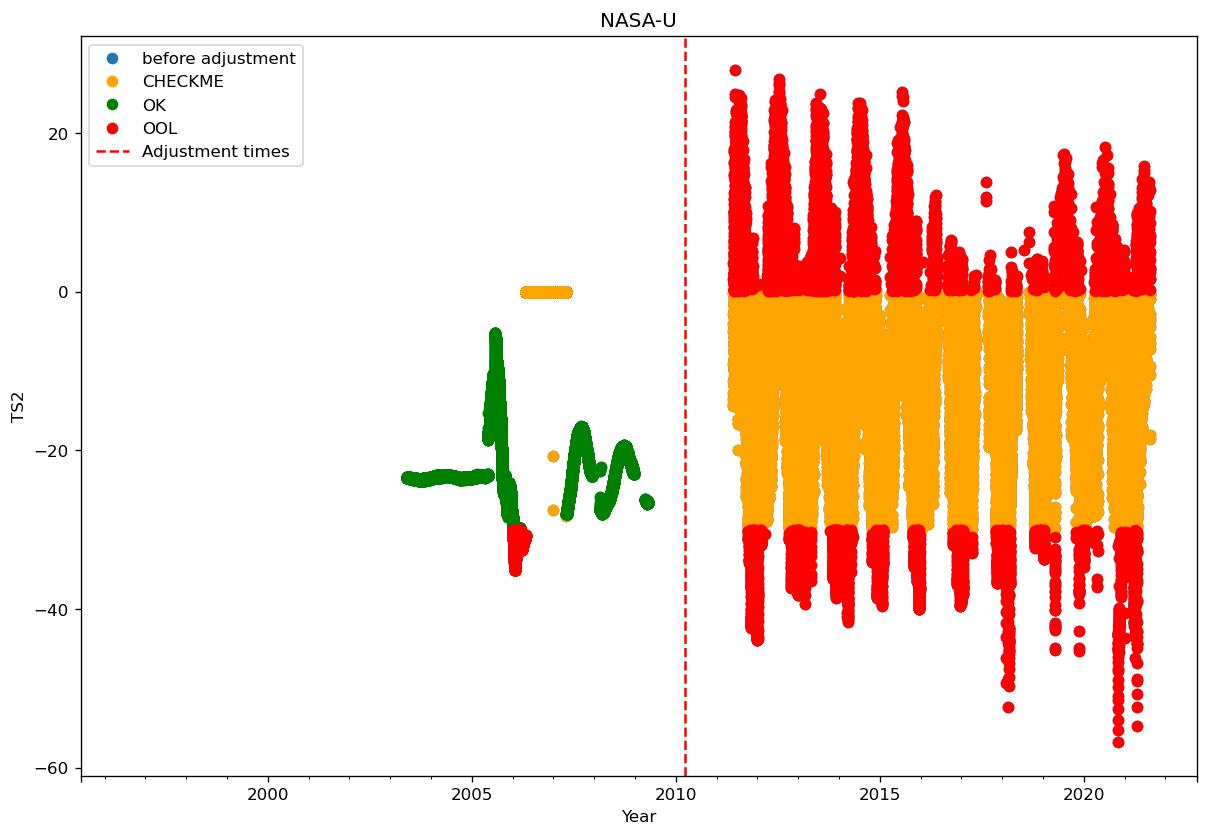 NASA-U
before adjustment
CHECKME
OK
OOL
Adjustment times
TS2
20
0
−20
−40
−60
2000
2005
2010
2015
2020
Year